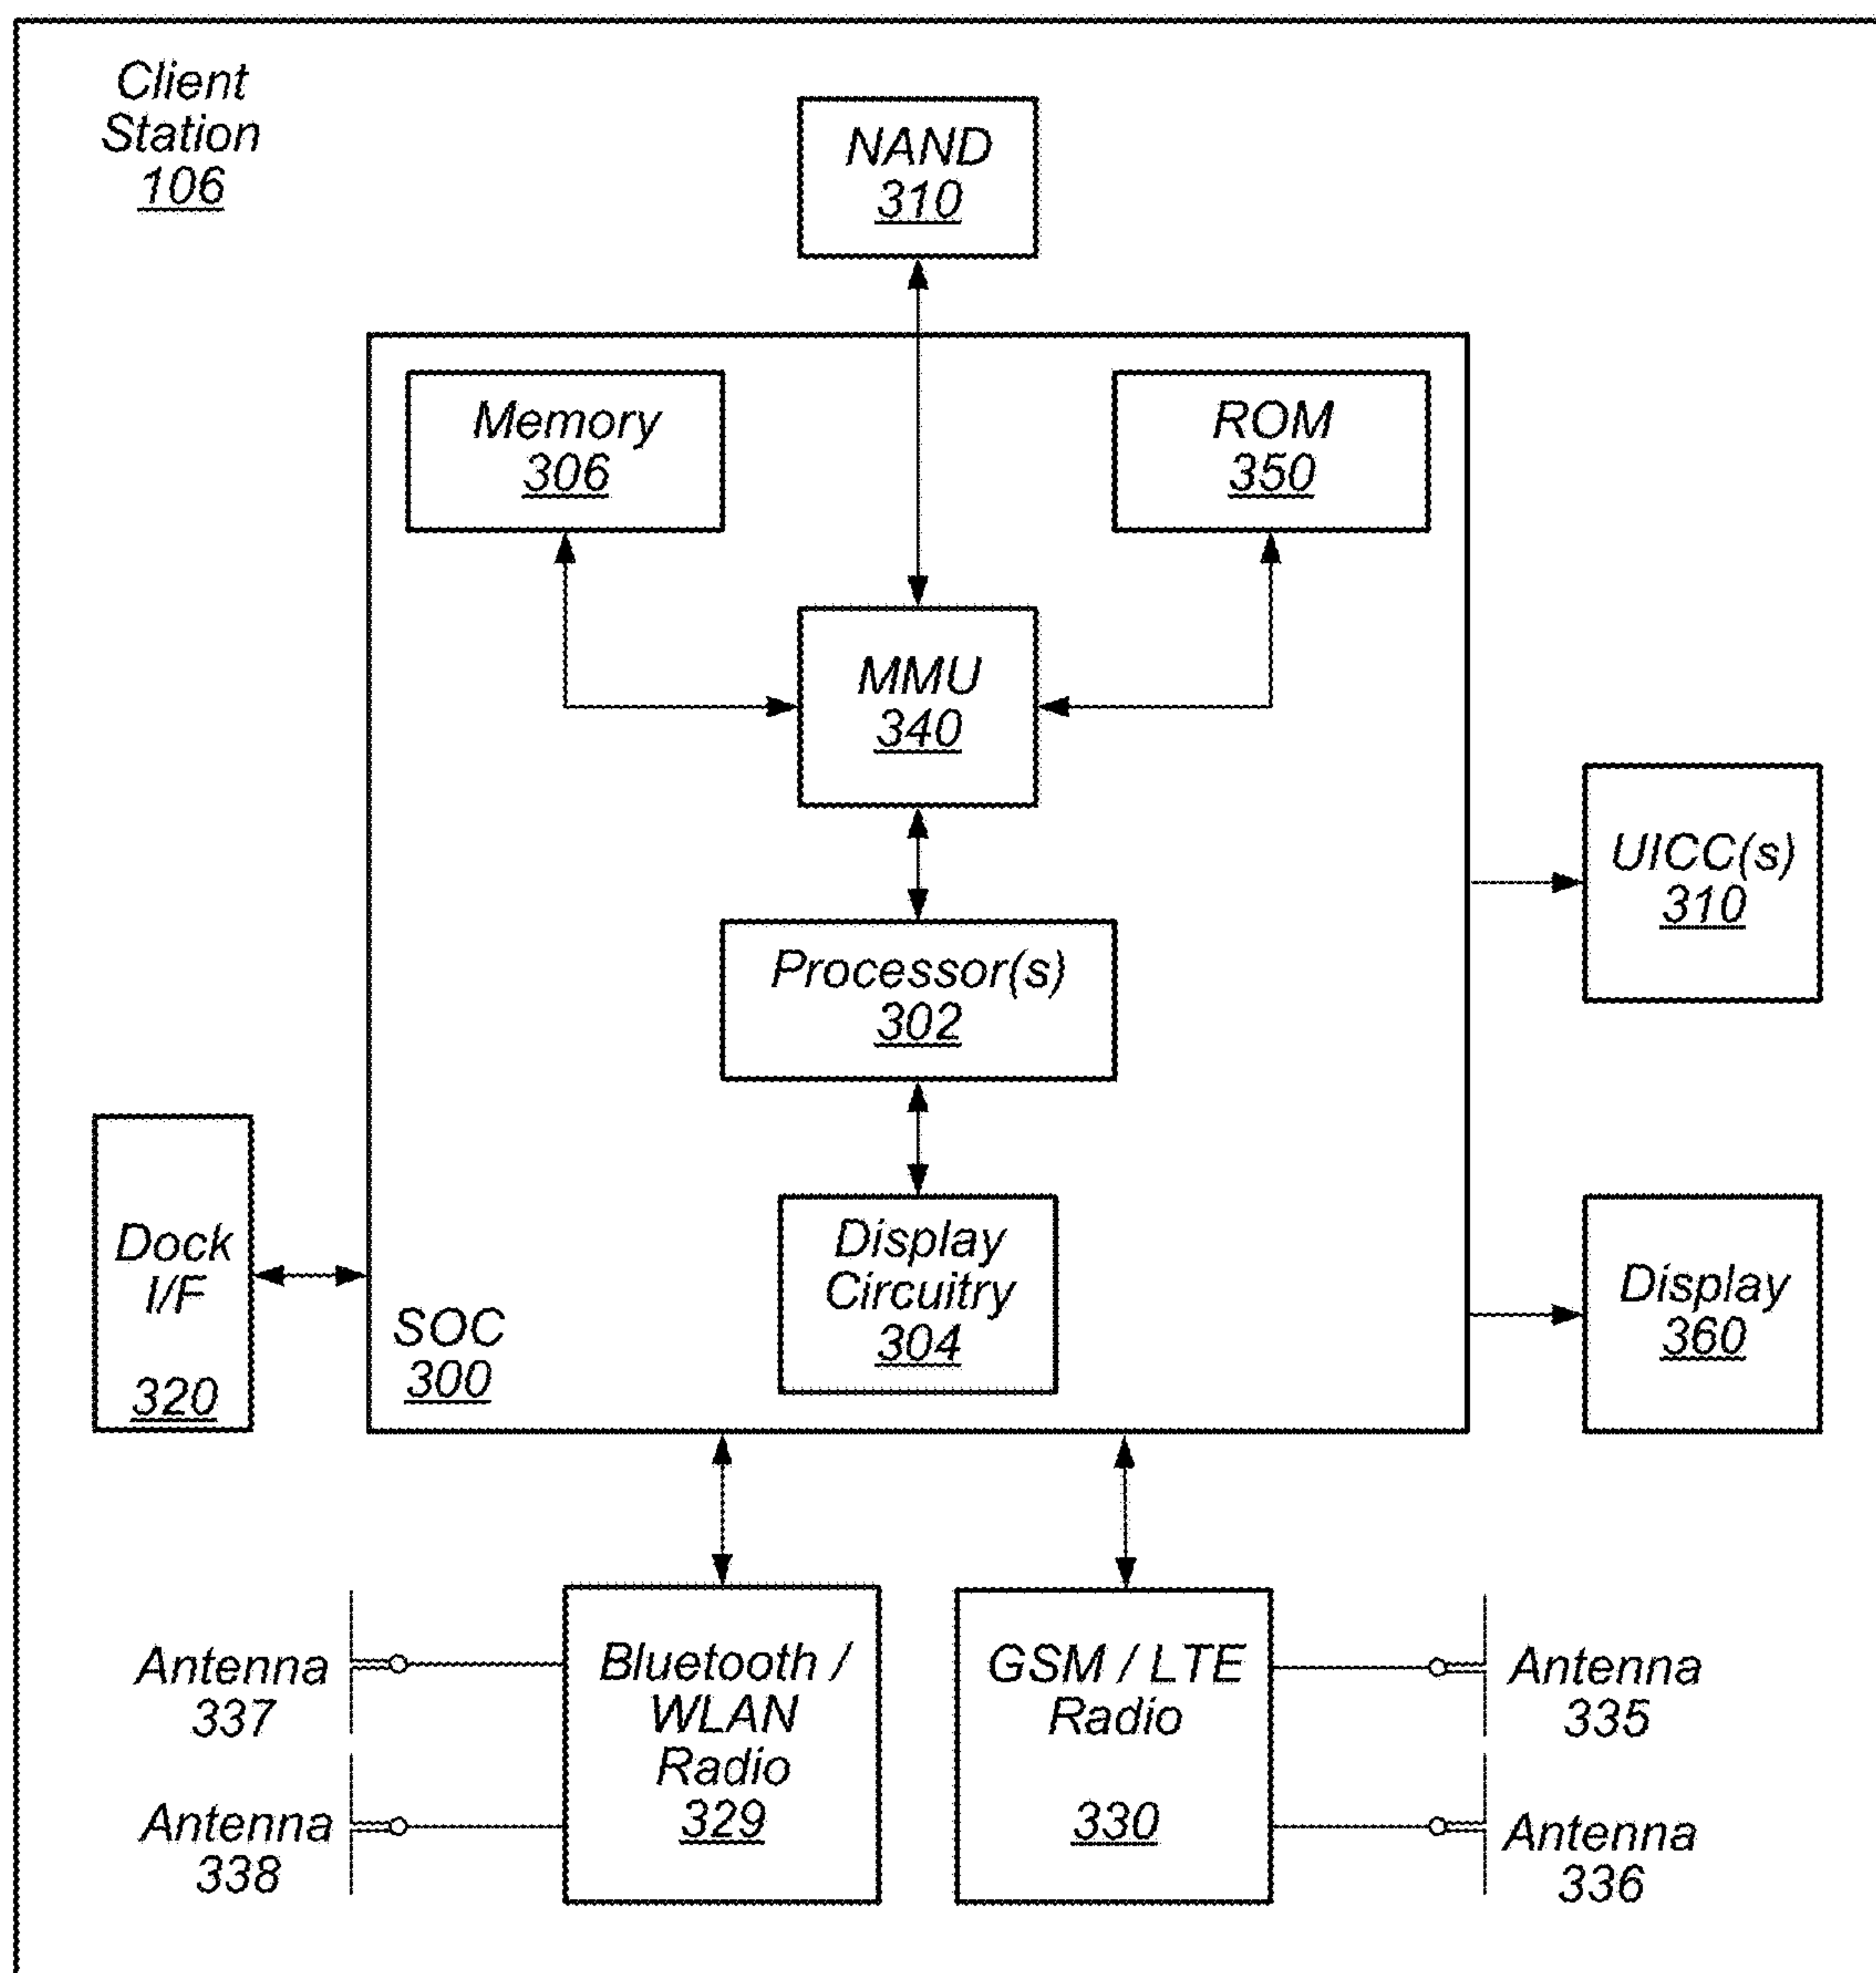 Client
Station
106
NAND
310
Memory
306
ROM
350
MMU
340
UICC(s)
310
Processor(s)
302
Dock
I/F
320
Display
Circuitry
304
SOC
300
Display
360
Antenna
337
Antenna
338
Bluetooth /
WLAN
Radio
329
GSM / LTE
Radio
330
Antenna
335
Antenna
336